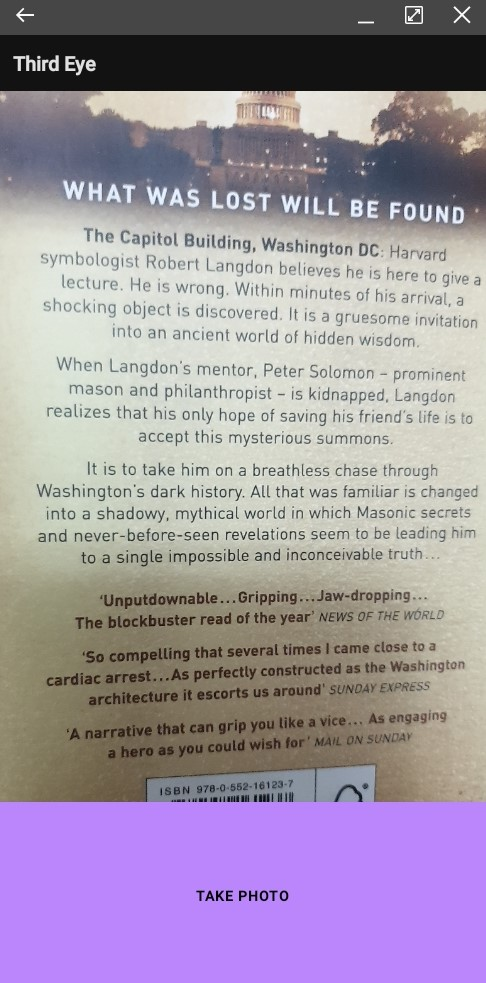 Third Eye
WHAT WAS LOST WILL BE FOUND
The Capitol Building, Washington DC: Harvard
symbologist Robert Langdon believes he is here to give a
lecture. He is wrong. Within minutes of his arrival, a
shocking object is discovered. It is a gruesome invitation
into an ancient world of hidden wisdom.
When Langdon's mentor, Peter Solomon – prominent
mason and philanthropist – is kidnapped, Langdon
realizes that his only hope of saving his friend's life is to
accept this mysterious summons.
It is to take him on a breathless chase through
Washington's dark history. All that was familiar is changed
into a shadowy, mythical world in which Masonic secrets
and never-before-seen revelations seem to be leading him
to a single impossible and inconceivable truth...
'Unputdownable...Gripping...Jaw-dropping...
The blockbuster read of the year' NEWS OF THE WORLD
'So compelling that several times I came close to a
cardiac arrest...As perfectly constructed as the Washington
architecture it escorts us around' SUNDAY EXPRESS
'A narrative that can grip you like a vice... As engaging
a hero as you could wish for' MAIL ON SUNDAY
ISBN 978-0-552-16123-7
TAKE PHOTO